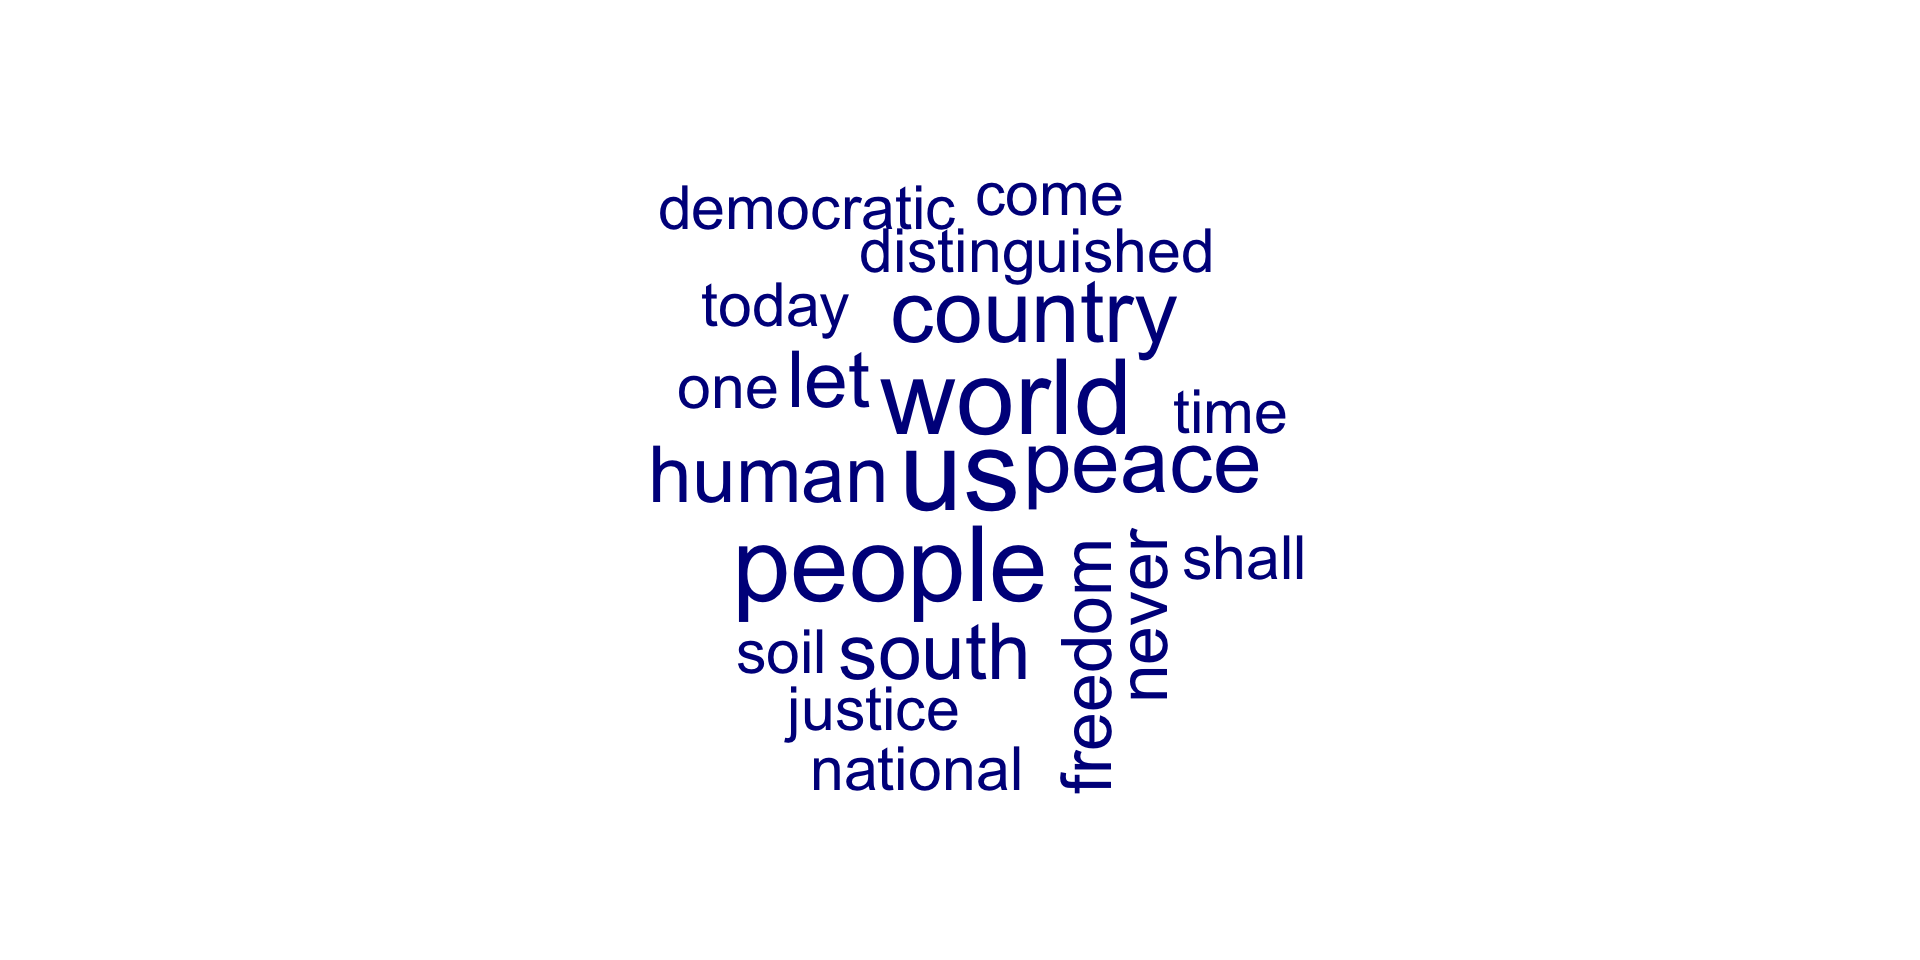 democratic come
distinguished
today country
one let world time
human us peace
people freedom never shall
soil south
justice
national